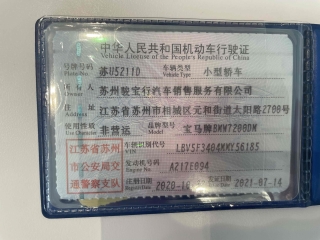 中华人民共和国机动车行驶证
Vehicle License of the People's Republic of China
号牌号码 苏U5211D 车辆类型 小型轿车
Plate No. Vehicle Type
所有人 苏州骏宝行汽车销售服务有限公司
住址 江苏省苏州市相城区元和街道太阳路2700号
Address
使用性质 非营运 品牌型号 宝马牌BMW7200DM
Use Character
江苏省苏州
市公安局交
通警察支队
车辆识别代号
VIN
发动机号码 A217F694
Engine No.
注册日期 发证日期 2021-07-14
Register Date Issue Date